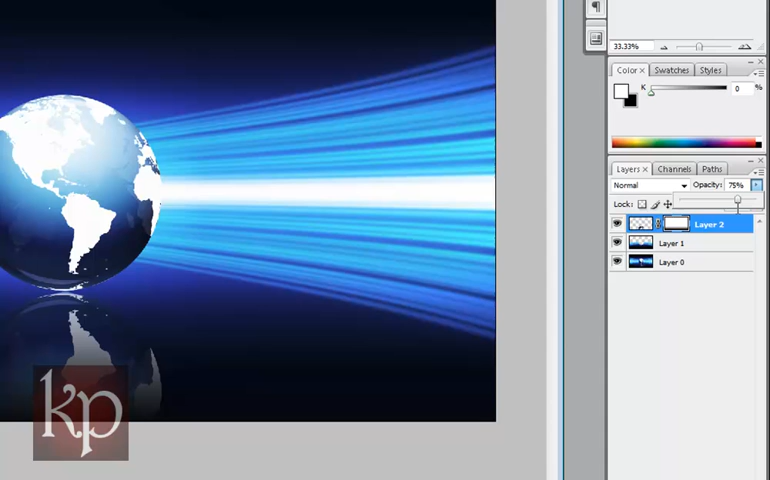 ¶
33.33%
Color × Swatches Styles
K 0 %
Layers × Channels Paths
Normal Opacity: 75%
Lock:
Layer 2
Layer 1
Layer 0
kp